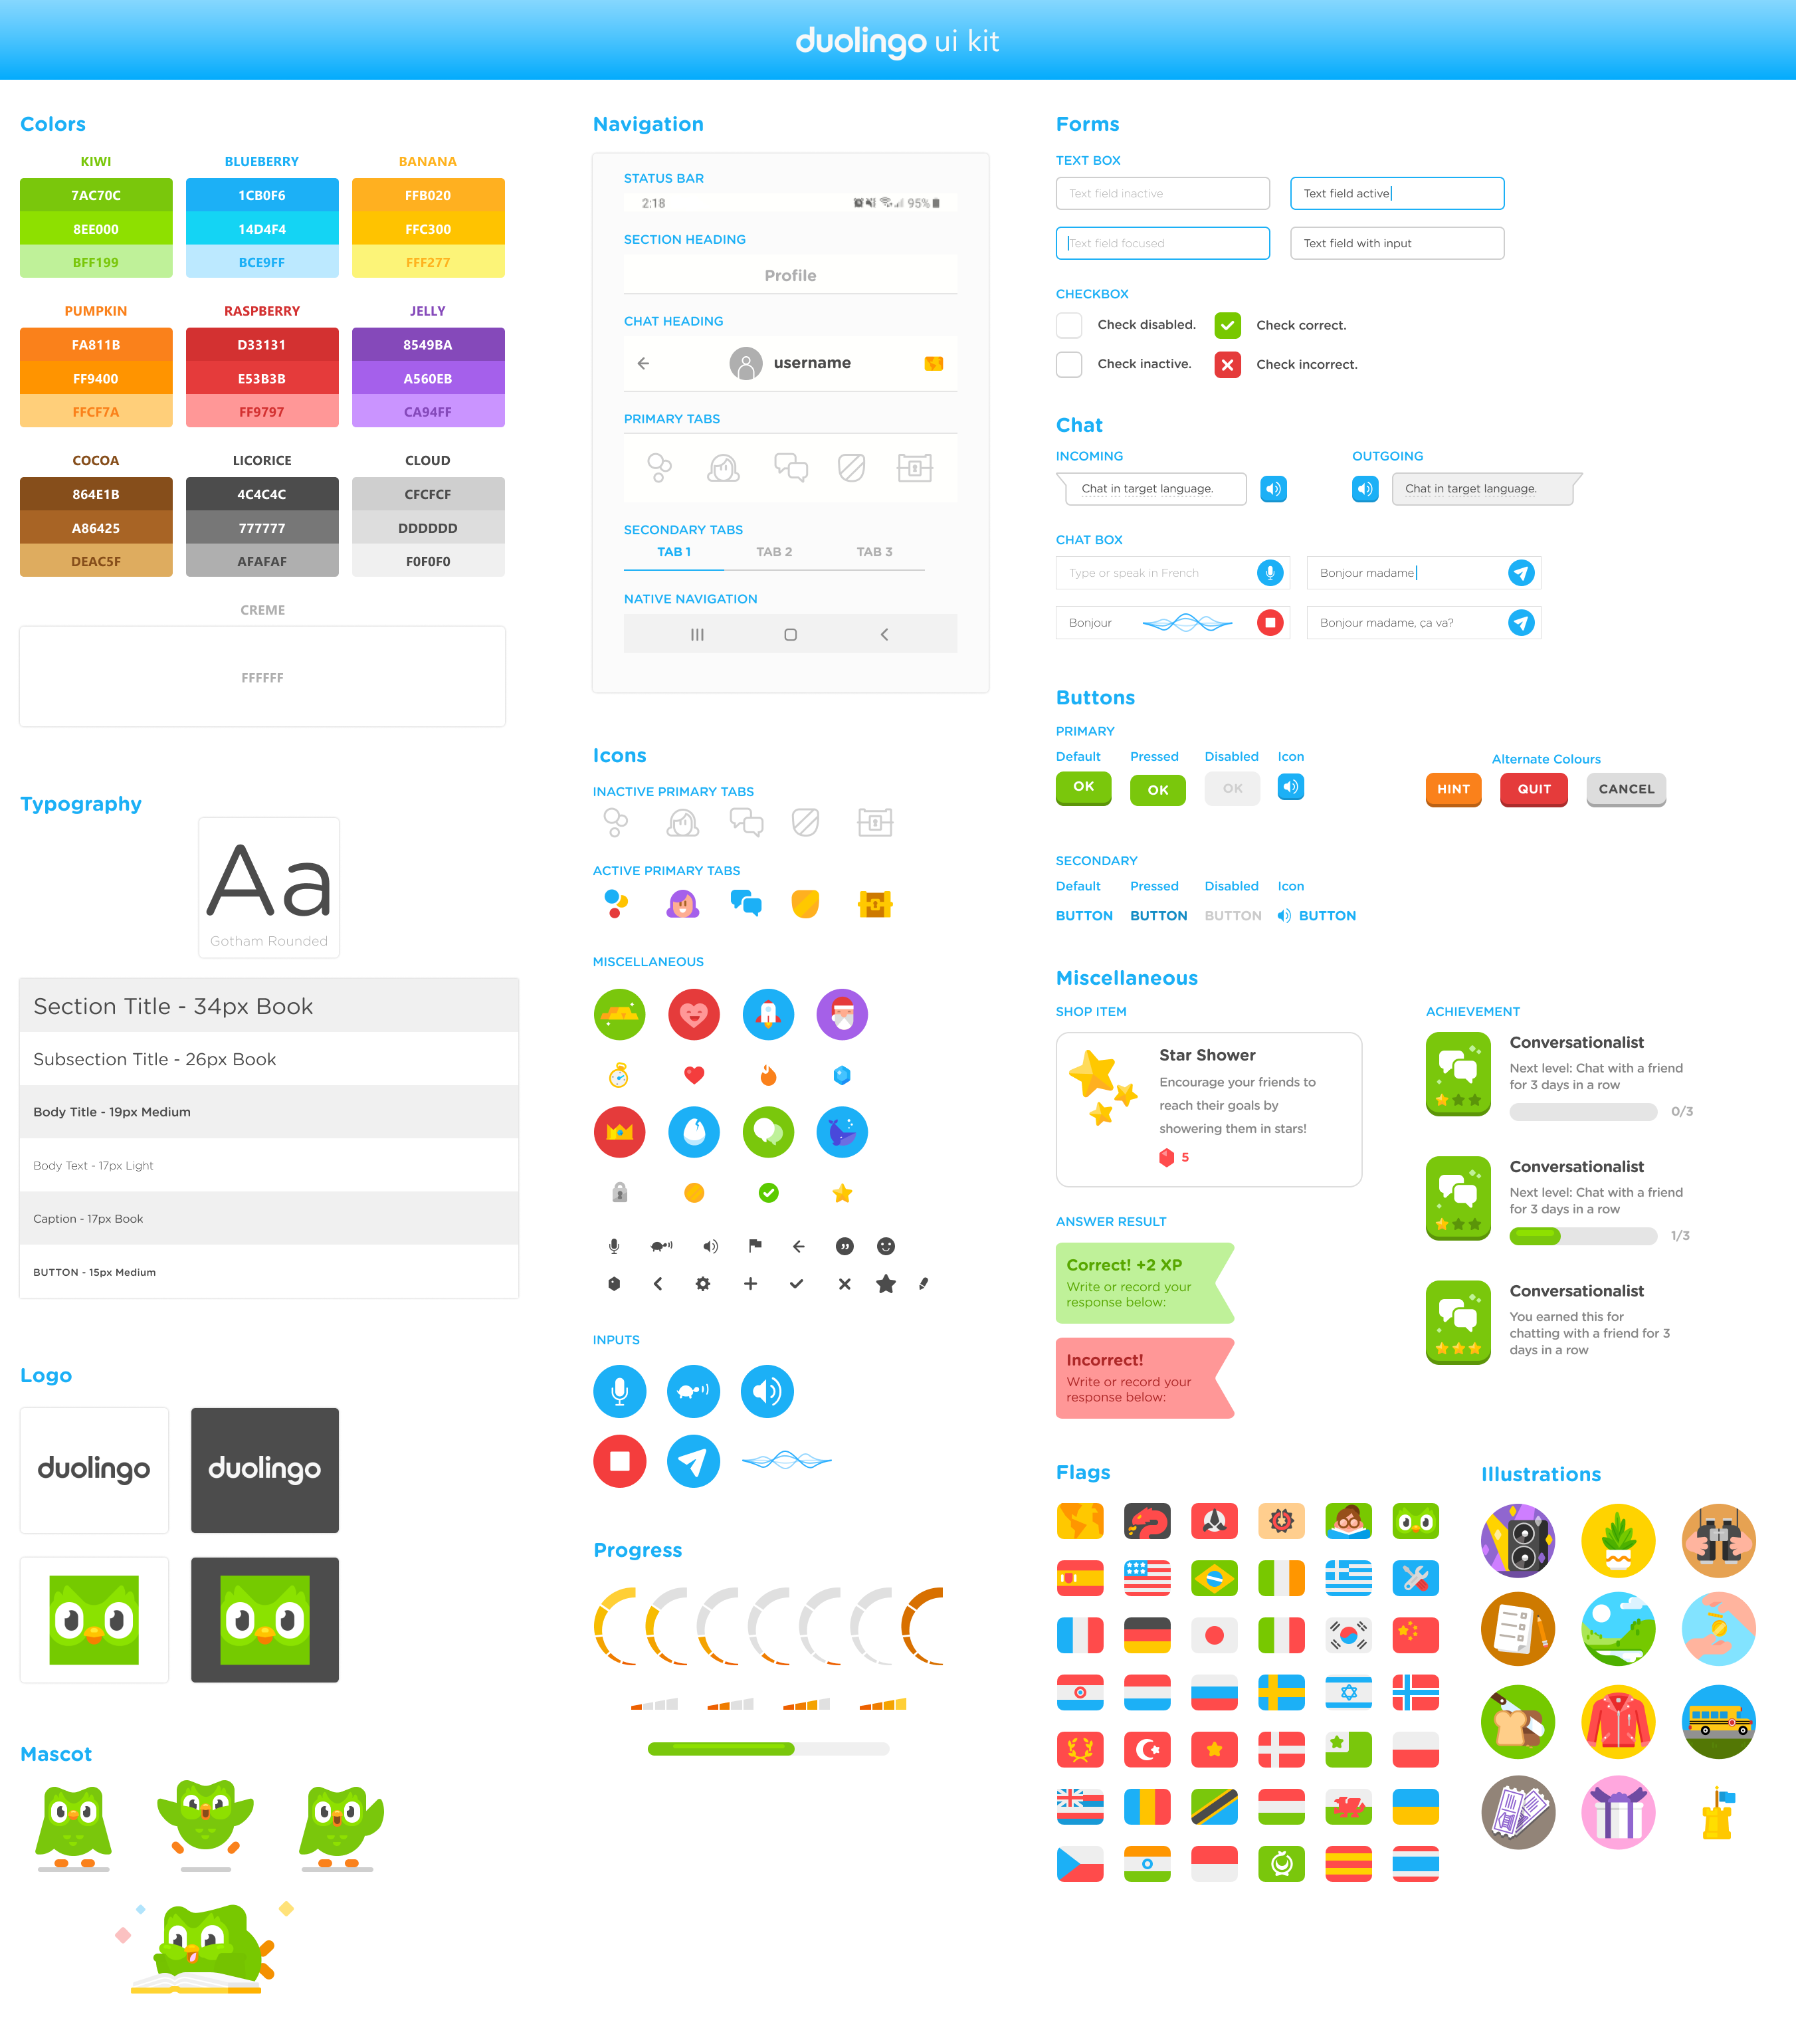 duolingo ui kit
Colors
KIWI
7AC70C
8EE000
BFF199
BLUEBERRY
1CB0F6
14D4F4
BCE9FF
BANANA
FFB020
FFC300
FFF277
PUMPKIN
FA811B
FF9400
FFCF7A
RASPBERRY
D33131
E53B3B
FF9797
JELLY
8549BA
A560EB
CA94FF
COCOA
864E1B
A86425
DEAC5F
LICORICE
4C4C4C
777777
AFAFAF
CLOUD
CFCFCF
DDDDDD
F0F0F0
CREME
FFFFFF
Typography
Aa
Gotham Rounded
Section Title - 34px Book
Subsection Title - 26px Book
Body Title - 19px Medium
Body Text - 17px Light
Caption - 17px Book
BUTTON - 15px Medium
Logo
duolingo
duolingo
Mascot
Navigation
STATUS BAR
2:18
95%
SECTION HEADING
Profile
CHAT HEADING
username
PRIMARY TABS
SECONDARY TABS
TAB 1
TAB 2
TAB 3
NATIVE NAVIGATION
Icons
INACTIVE PRIMARY TABS
ACTIVE PRIMARY TABS
MISCELLANEOUS
INPUTS
Progress
Forms
TEXT BOX
Text field inactive
Text field active
Text field focused
Text field with input
CHECKBOX
Check disabled.
Check correct.
Check inactive.
Check incorrect.
Chat
INCOMING
Chat in target language.
OUTGOING
Chat in target language.
CHAT BOX
Type or speak in French
Bonjour madame
Bonjour
Bonjour madame, ça va?
Buttons
PRIMARY
Default
Pressed
Disabled
Icon
OK
OK
OK
Alternate Colours
HINT
QUIT
CANCEL
SECONDARY
Default
Pressed
Disabled
Icon
BUTTON
BUTTON
BUTTON
BUTTON
Miscellaneous
SHOP ITEM
Star Shower
Encourage your friends to
reach their goals by
showering them in stars!
5
ANSWER RESULT
Correct! +2 XP
Write or record your
response below:
Incorrect!
Write or record your
response below:
ACHIEVEMENT
Conversationalist
Next level: Chat with a friend
for 3 days in a row
0/3
Conversationalist
Next level: Chat with a friend
for 3 days in a row
1/3
Conversationalist
You earned this for
chatting with a friend for 3
days in a row
Flags
Illustrations